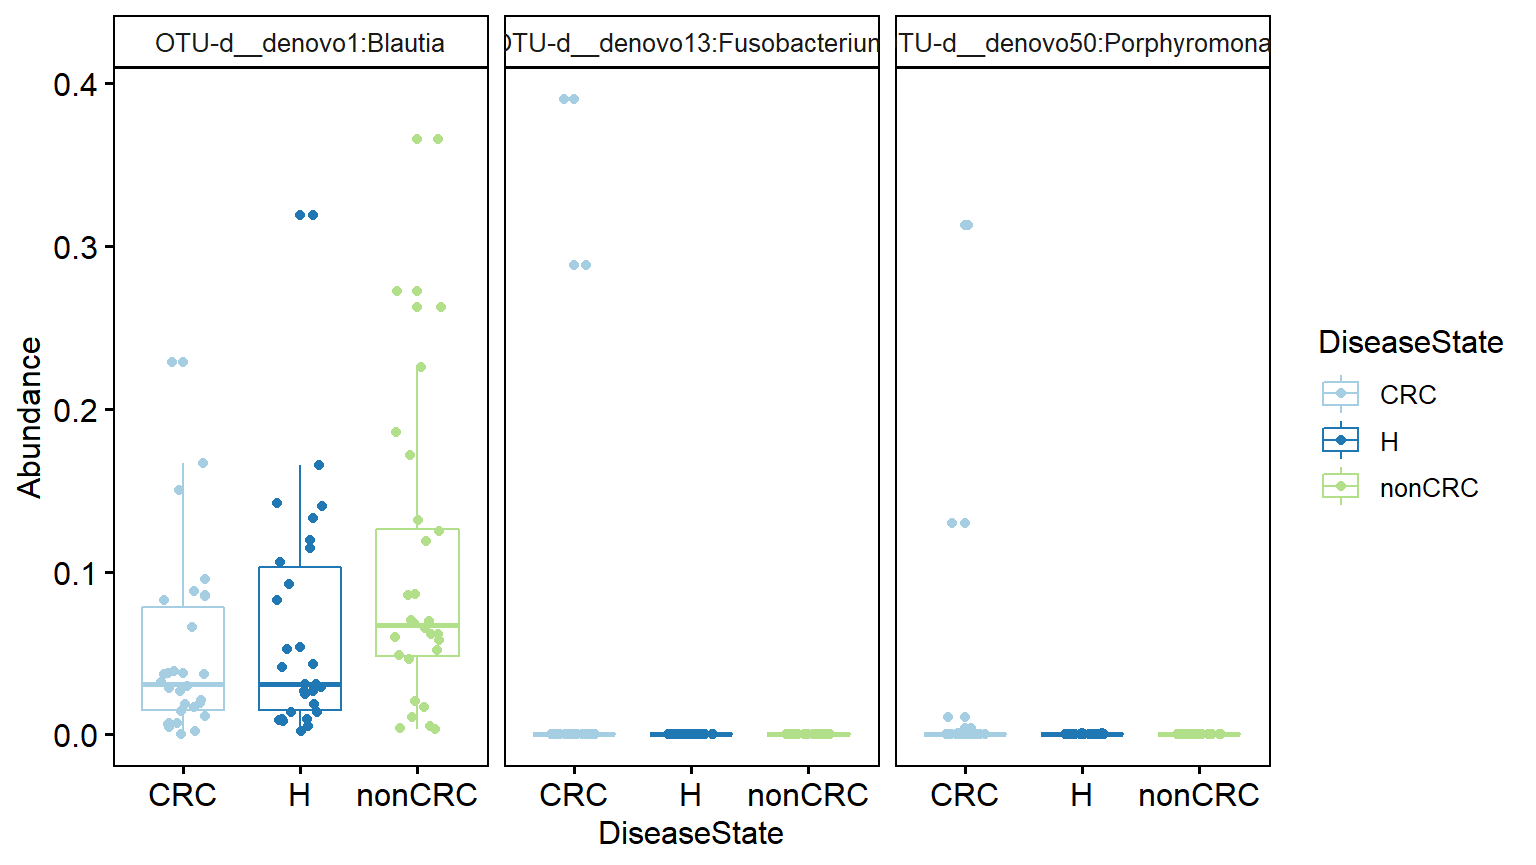 OTU-d__denovo1:Blautia
TU-d__denovo13:Fusobacteriun
TU-d__denovo50:Porphyromona
0.4
0.3
0.2
0.1
0.0
Abundance
CRC H nonCRC
CRC H nonCRC
CRC H nonCRC
DiseaseState
DiseaseState
CRC
H
nonCRC